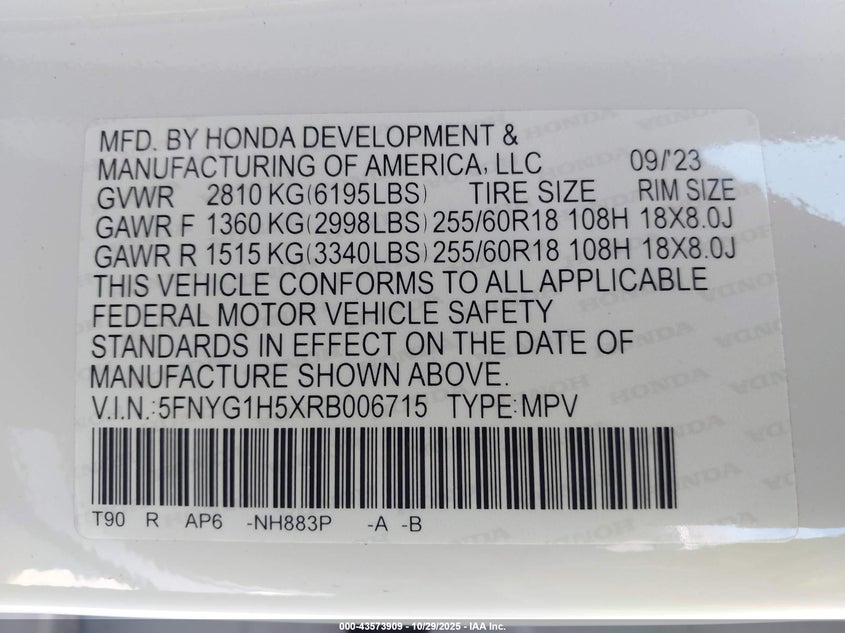 MFD. BY HONDA DEVELOPMENT &
MANUFACTURING OF AMERICA, LLC 09/'23
GVWR 2810 KG(6195LBS) TIRE SIZE RIM SIZE
GAWR F 1360 KG(2998LBS) 255/60R18 108H 18X8.0J
GAWR R 1515 KG(3340LBS) 255/60R18 108H 18X8.0J
THIS VEHICLE CONFORMS TO ALL APPLICABLE
FEDERAL MOTOR VEHICLE SAFETY
STANDARDS IN EFFECT ON THE DATE OF
MANUFACTURE SHOWN ABOVE.
V.I.N.:5FNYG1H5XRB006715 TYPE:MPV
T90 R AP6 -NH883P -A -B
000-43573909 - 10/29/2025 - IAA Inc.